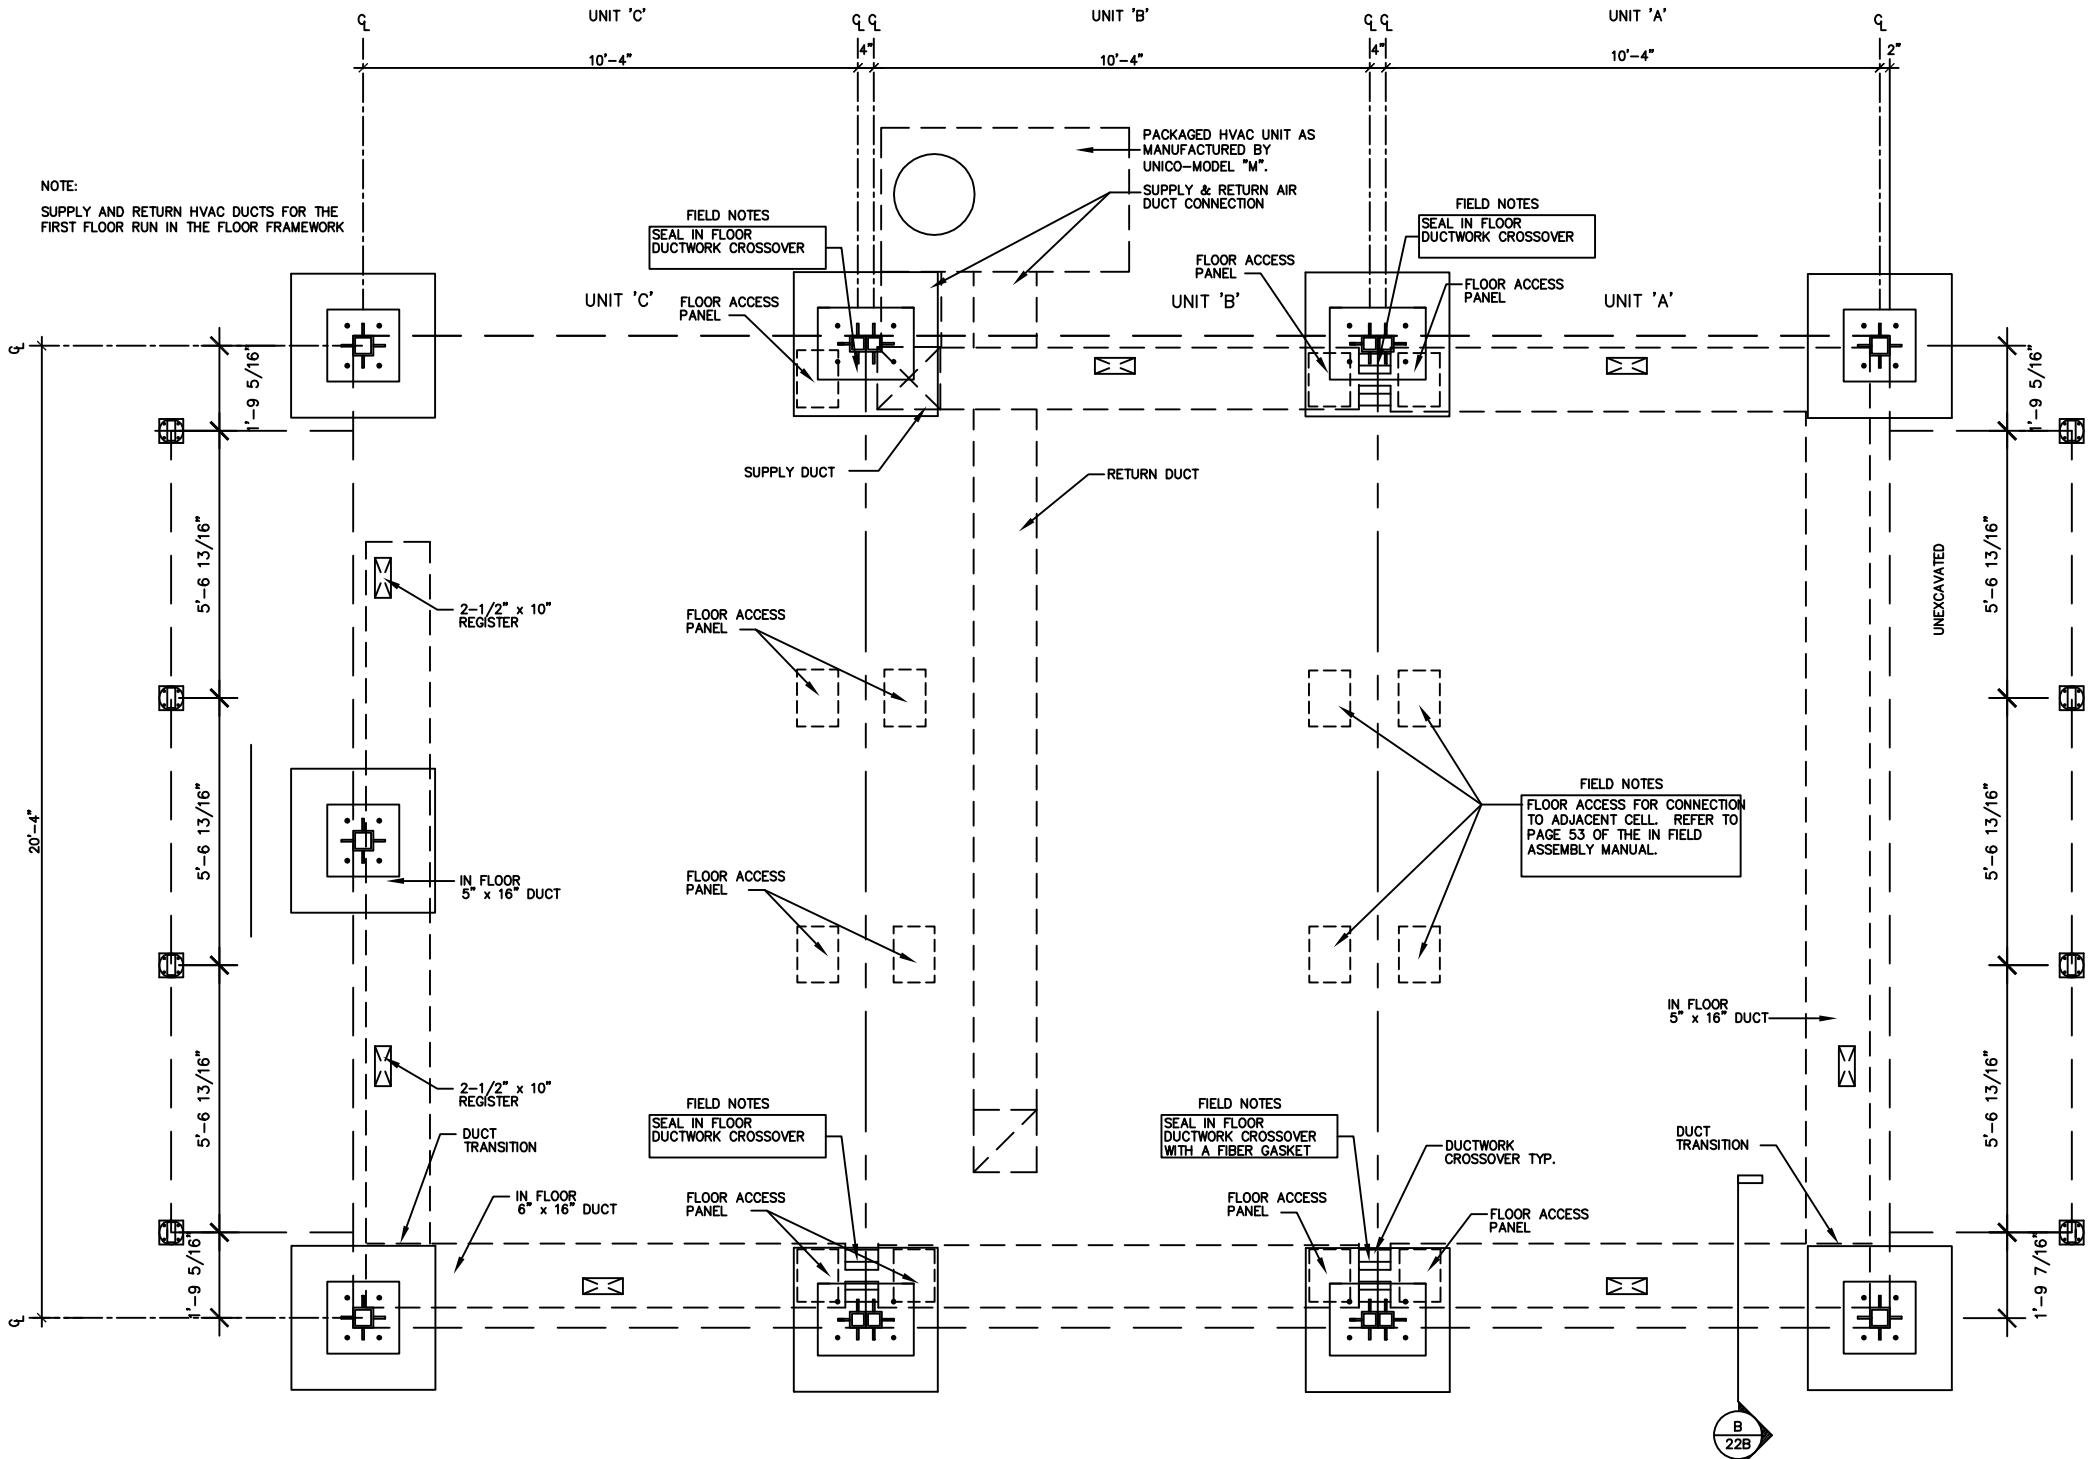 UNIT 'C'
UNIT 'B'
UNIT 'A'
10'-4"
4"
10'-4"
4"
10'-4"
2"
NOTE:
SUPPLY AND RETURN HVAC DUCTS FOR THE
FIRST FLOOR RUN IN THE FLOOR FRAMEWORK
PACKAGED HVAC UNIT AS
MANUFACTURED BY
UNICO-MODEL "M".
SUPPLY & RETURN AIR
DUCT CONNECTION
FIELD NOTES
SEAL IN FLOOR
DUCTWORK CROSSOVER
FIELD NOTES
SEAL IN FLOOR
DUCTWORK CROSSOVER
FLOOR ACCESS
PANEL
FLOOR ACCESS
PANEL
UNIT 'C'
FLOOR ACCESS
PANEL
UNIT 'B'
UNIT 'A'
1'-9 5/16"
1'-9 5/16"
SUPPLY DUCT
RETURN DUCT
5'-6 13/16"
UNEXCAVATED
5'-6 13/16"
2-1/2" x 10"
REGISTER
FLOOR ACCESS
PANEL
20'-4"
5'-6 13/16"
FIELD NOTES
FLOOR ACCESS FOR CONNECTION
TO ADJACENT CELL. REFER TO
PAGE 53 OF THE IN FIELD
ASSEMBLY MANUAL.
5'-6 13/16"
IN FLOOR
5" x 16" DUCT
FLOOR ACCESS
PANEL
IN FLOOR
5" x 16" DUCT
5'-6 13/16"
2-1/2" x 10"
REGISTER
5'-6 13/16"
FIELD NOTES
SEAL IN FLOOR
DUCTWORK CROSSOVER
FIELD NOTES
SEAL IN FLOOR
DUCTWORK CROSSOVER
WITH A FIBER GASKET
DUCT
TRANSITION
DUCTWORK
CROSSOVER TYP.
DUCT
TRANSITION
IN FLOOR
6" x 16" DUCT
FLOOR ACCESS
PANEL
FLOOR ACCESS
PANEL
FLOOR ACCESS
PANEL
1'-9 5/16"
1'-9 7/16"
B
22B